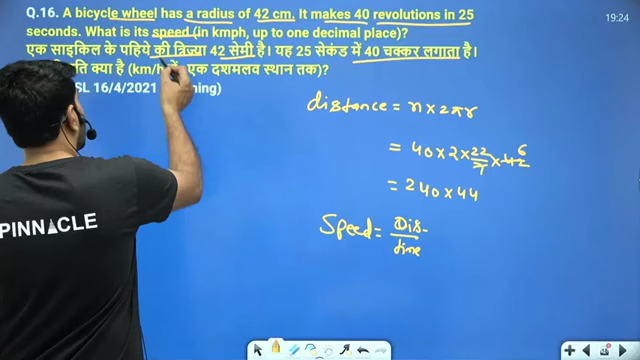 Q.16. A bicycle wheel has a radius of 42 cm. It makes 40 revolutions in 25
seconds. What is its speed (in kmph, up to one decimal place)?
एक साइकिल के पहिये की त्रिज्या 42 सेमी है। यह 25 सेकंड में 40 चक्कर लगाता है।
क्या है (km/h एक दशमलव स्थान तक)?
SL 16/4/2021
19:24
distance = n × 2πr
= 40 × 2 × 22/7 × 42 6
= 240 × 44
Speed = Dis-/time
PINNACLE